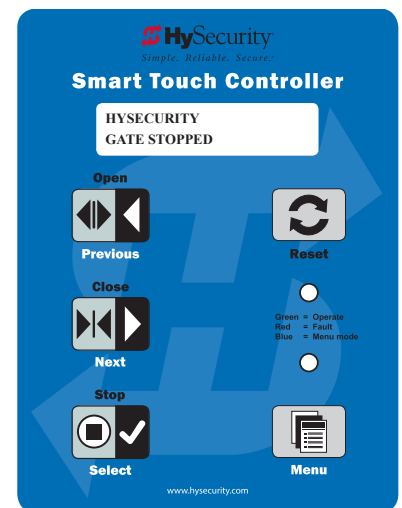 HySecurity
Simple. Reliable. Secure.
Smart Touch Controller
HYSECURITY
GATE STOPPED
Open
Previous
Reset
Close
Green = Operate
Red = Fault
Blue = Menu mode
Next
Stop
Select
Menu
www.hysecurity.com